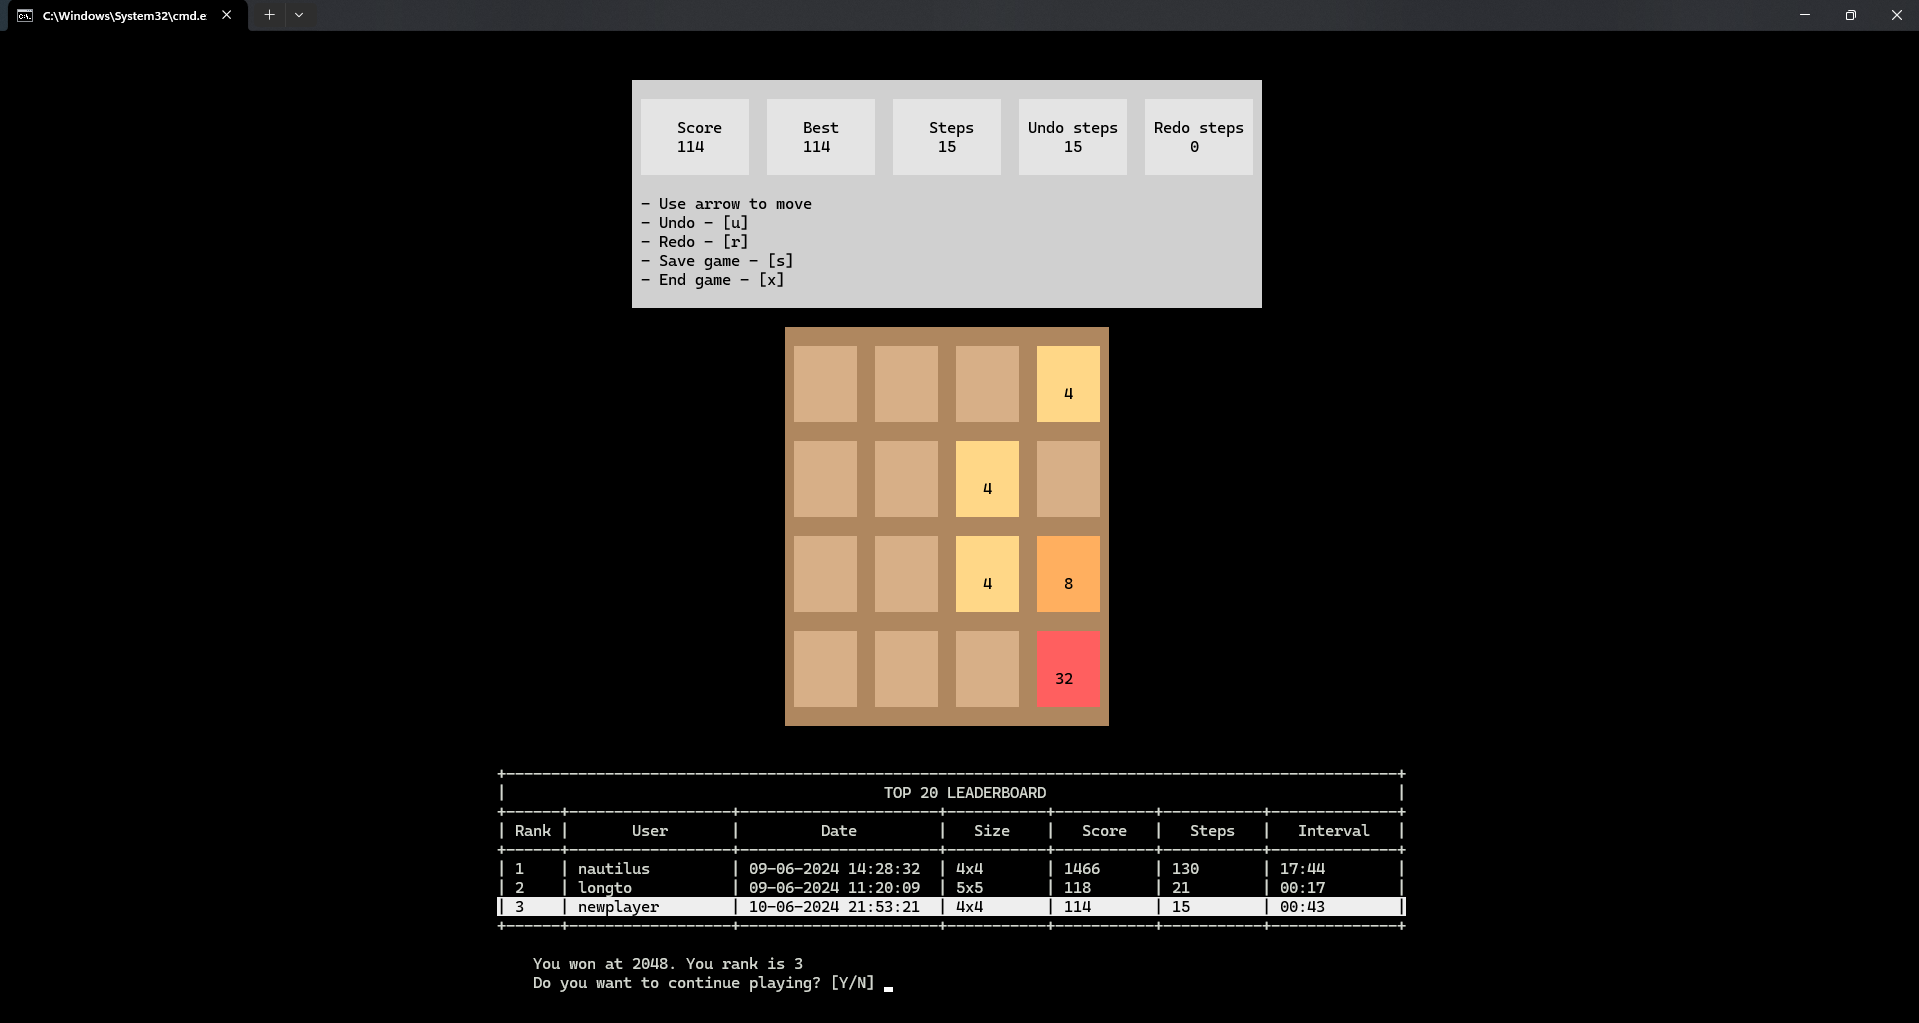 C:\Windows\System32\cmd.e
Score Best Steps Undo steps Redo steps
114 114 15 15 0
- Use arrow to move
- Undo - [u]
- Redo - [r]
- Save game - [s]
- End game - [x]
4
4
4 8
32
TOP 20 LEADERBOARD
Rank | User | Date | Size | Score | Steps | Interval
1 | nautilus | 09-06-2024 14:28:32 | 4x4 | 1466 | 130 | 17:44
2 | longto | 09-06-2024 11:20:09 | 5x5 | 118 | 21 | 00:17
3 | newplayer | 10-06-2024 21:53:21 | 4x4 | 114 | 15 | 00:43
You won at 2048. You rank is 3
Do you want to continue playing? [Y/N]